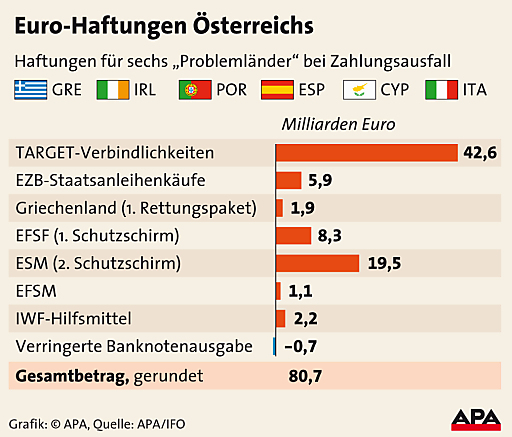 Euro-Haftungen Österreichs
Haftungen für sechs „Problemländer“ bei Zahlungsausfall
GRE IRL POR ESP CYP ITA
Milliarden Euro
TARGET-Verbindlichkeiten 42,6
EZB-Staatsanleihenkäufe 5,9
Griechenland (1. Rettungspaket) 1,9
EFSF (1. Schutzschirm) 8,3
ESM (2. Schutzschirm) 19,5
EFSM 1,1
IWF-Hilfsmittel 2,2
Verringerte Banknotenausgabe –0,7
Gesamtbetrag, gerundet 80,7
Grafik: © APA, Quelle: APA/IFO
APA